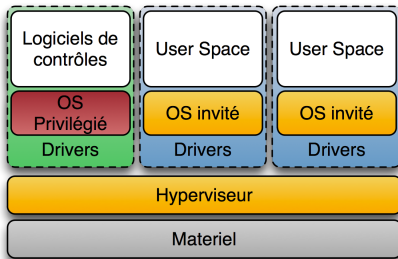 Logiciels de
contrôles
User Space
User Space
OS
Privilégié
OS invité
OS invité
Drivers
Drivers
Drivers
Hyperviseur
Materiel